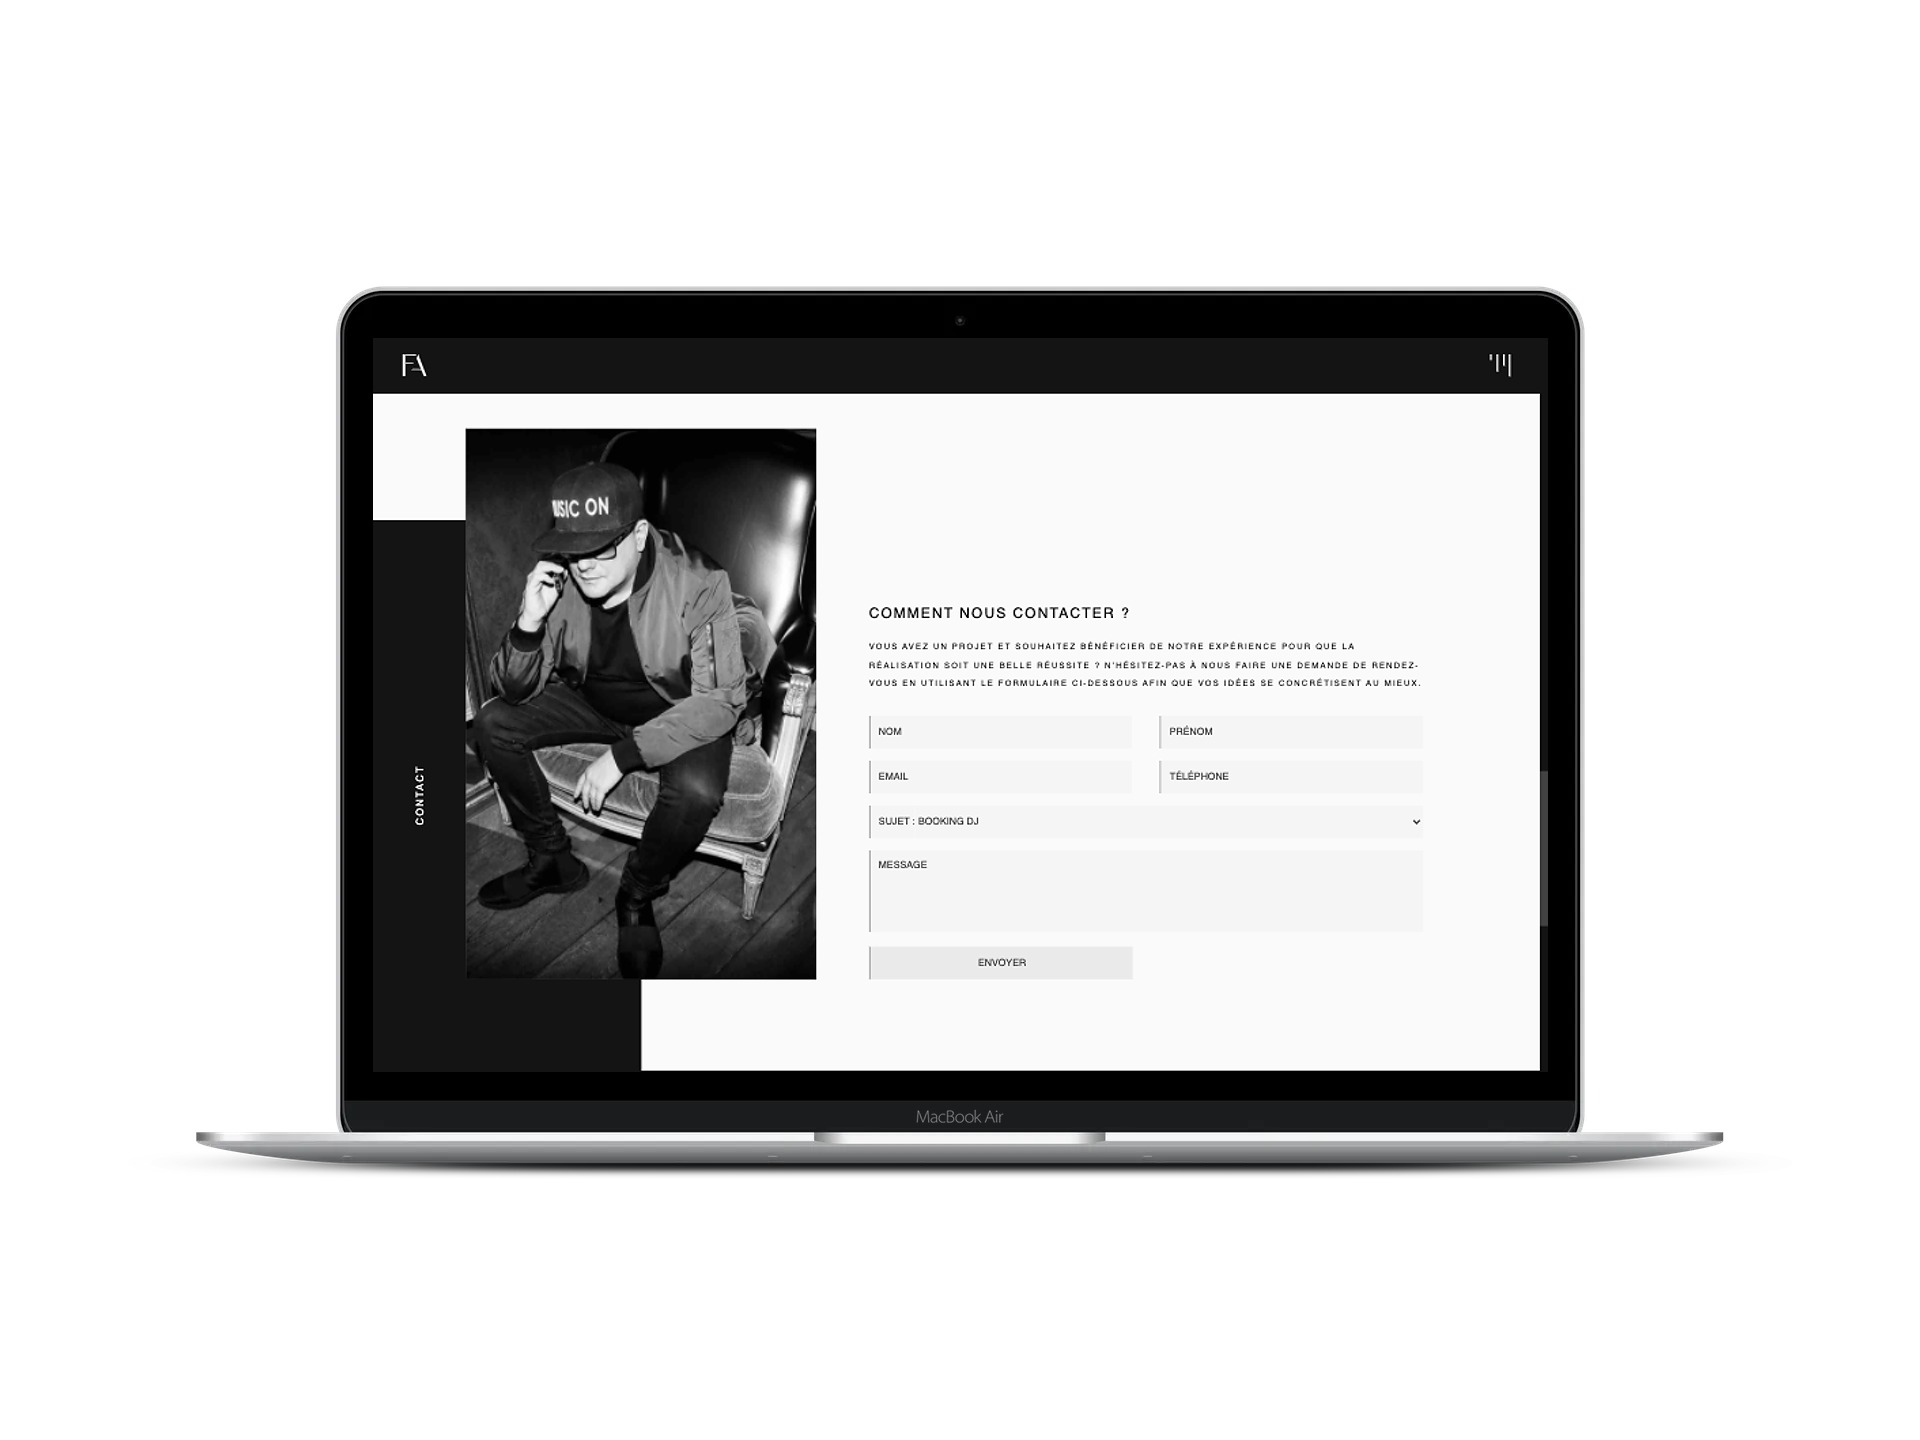 FA
MUSIC ON
CONTACT
COMMENT NOUS CONTACTER ?
VOUS AVEZ UN PROJET ET SOUHAITEZ BÉNÉFICIER DE NOTRE EXPÉRIENCE POUR QUE LA
RÉALISATION SOIT UNE BELLE RÉUSSITE ? N'HÉSITEZ-PAS À NOUS FAIRE UNE DEMANDE DE RENDEZ-
VOUS EN UTILISANT LE FORMULAIRE CI-DESSOUS AFIN QUE VOS IDÉES SE CONCRÉTISENT AU MIEUX.
NOM
PRÉNOM
EMAIL
TÉLÉPHONE
SUJET : BOOKING DJ
MESSAGE
ENVOYER
MacBook Air